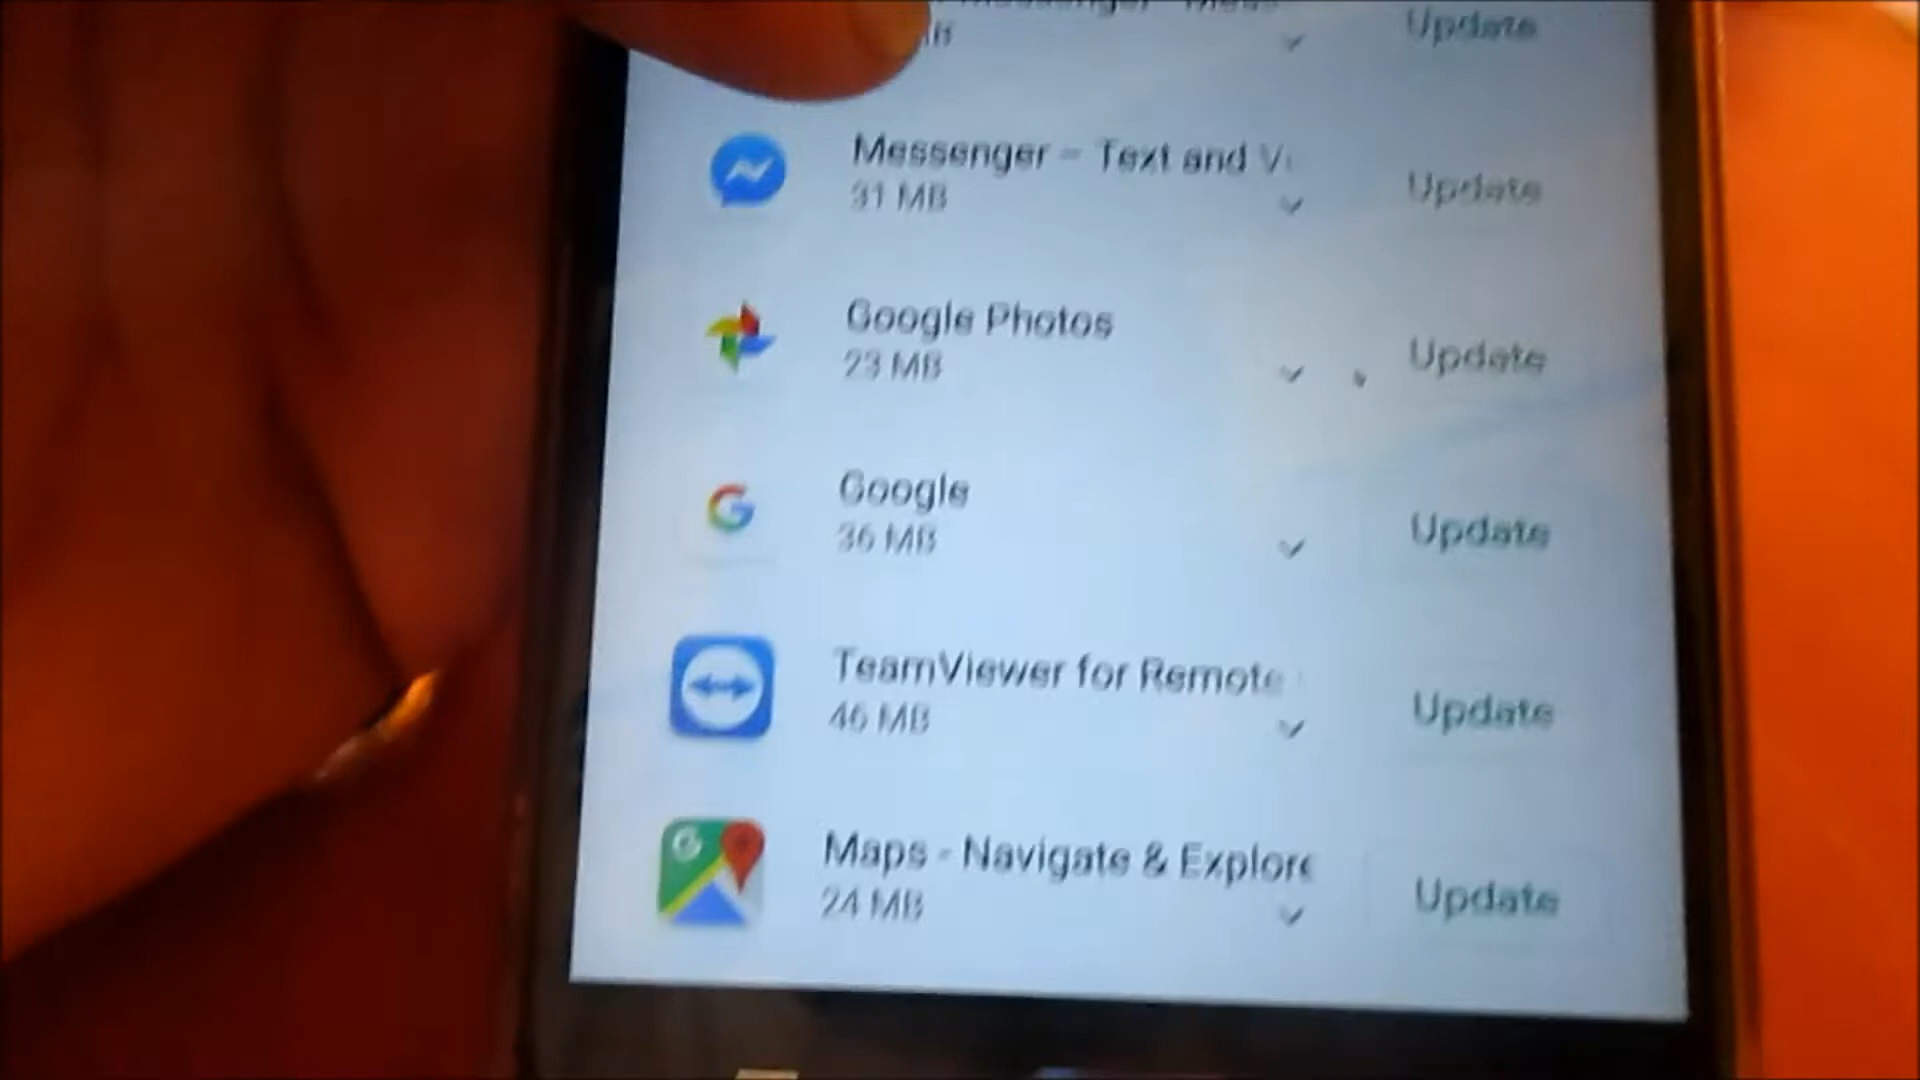 Update
MB
Messenger – Text and
31 MB
Update
Google Photos
23 MB
Update
Google
36 MB
Update
TeamViewer for Remote
46 MB
Update
Maps - Navigate & Explore
24 MB
Update